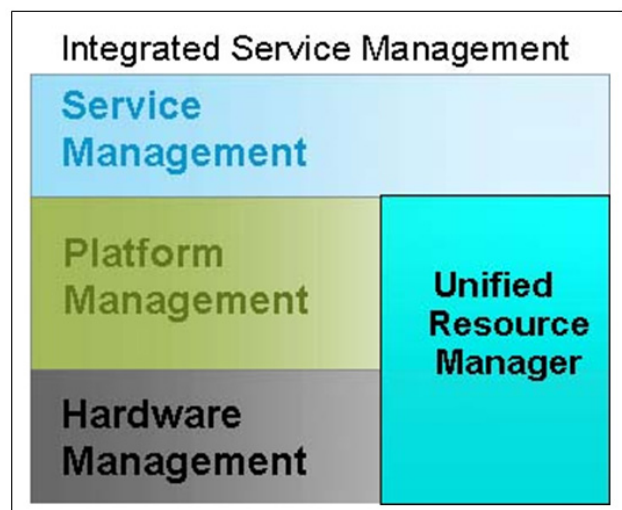 Integrated Service Management
Service
Management
Platform
Management
Unified
Resource
Manager
Hardware
Management